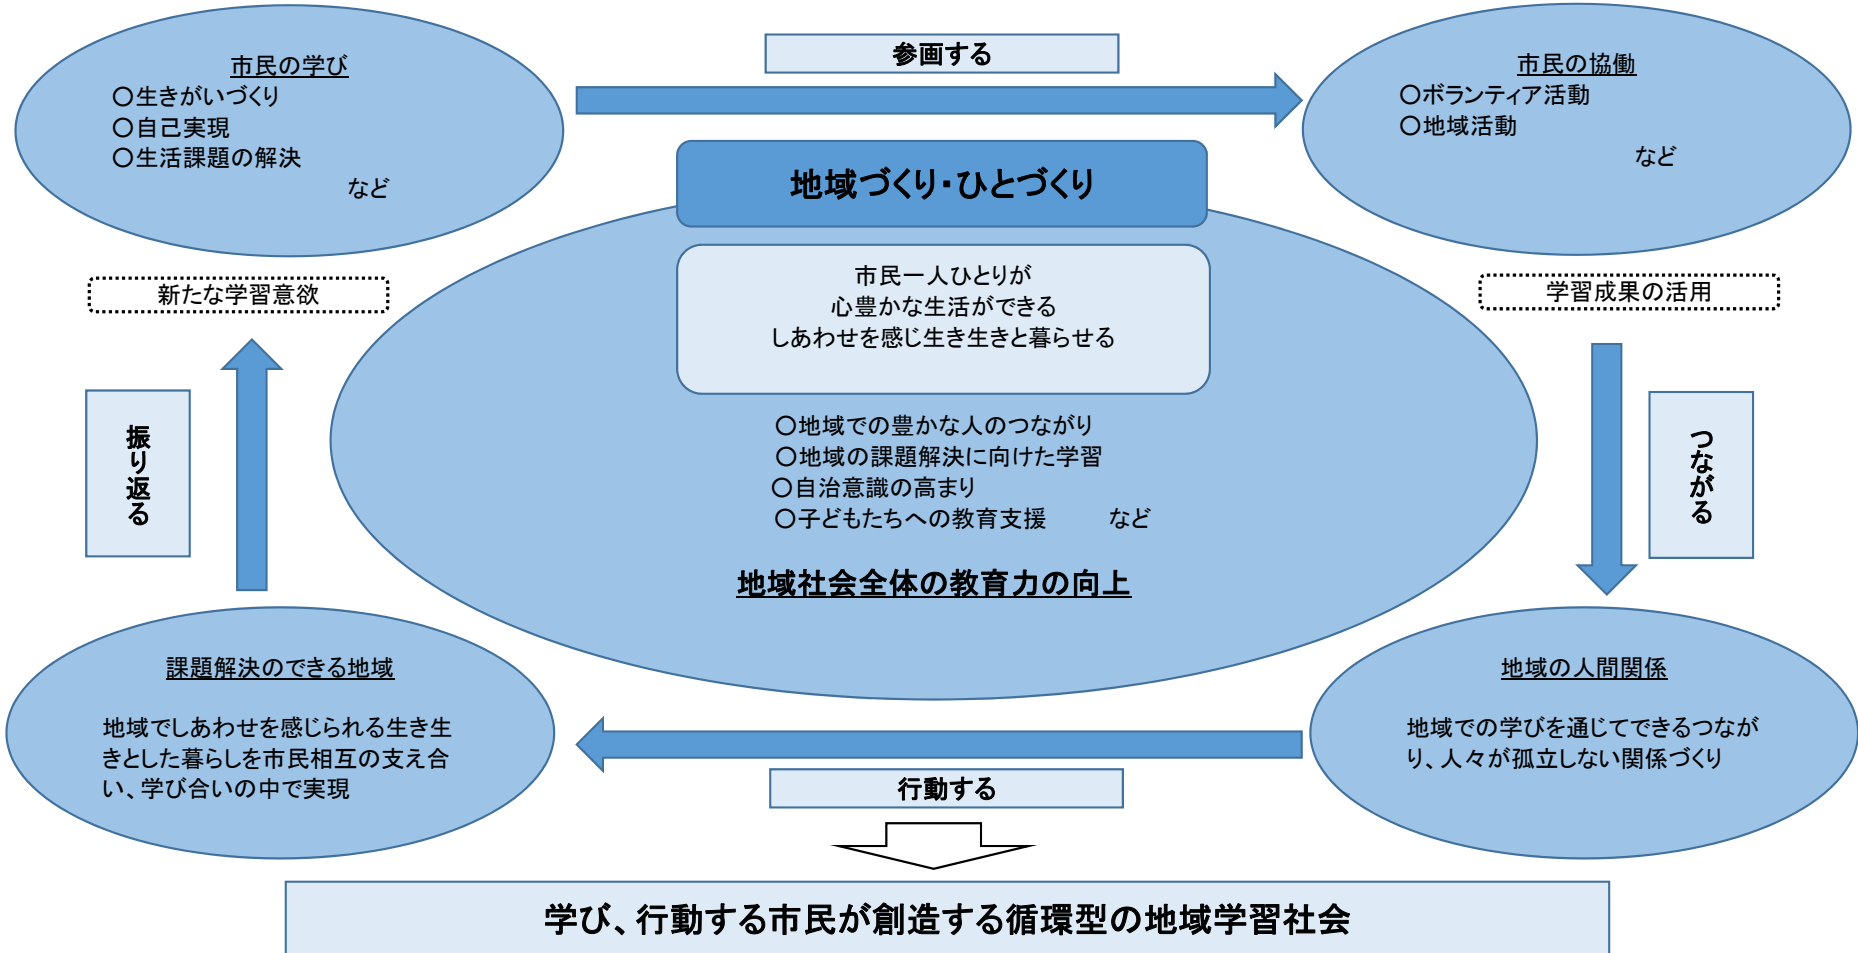 市民の学び
〇生きがいづくり
〇自己実現
〇生活課題の解決
など
参画する
市民の協働
〇ボランティア活動
〇地域活動
など
地域づくり・ひとづくり
市民一人ひとりが
心豊かな生活ができる
しあわせを感じ生き生きと暮らせる
新たな学習意欲
学習成果の活用
振り返る
つながる
〇地域での豊かな人のつながり
〇地域の課題解決に向けた学習
〇自治意識の高まり
〇子どもたちへの教育支援 など
地域社会全体の教育力の向上
課題解決のできる地域
地域でしあわせを感じられる生き生
きとした暮らしを市民相互の支え合
い、学び合いの中で実現
地域の人間関係
地域での学びを通じてできるつなが
り、人々が孤立しない関係づくり
行動する
学び、行動する市民が創造する循環型の地域学習社会